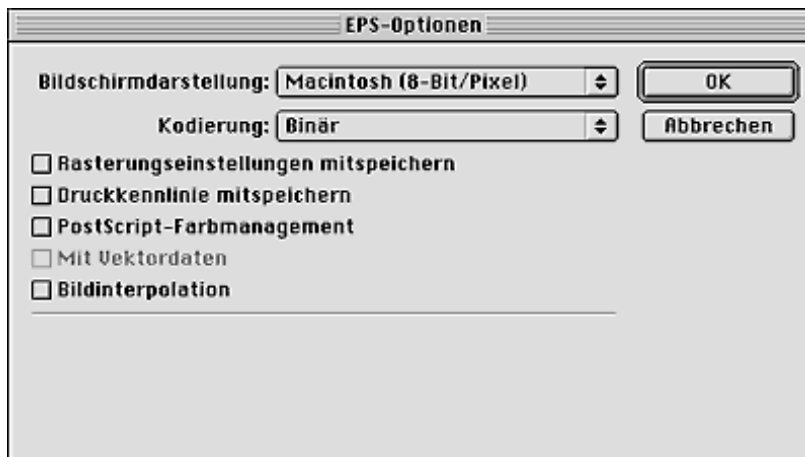 EPS-Optionen
Bildschirmdarstellung: Macintosh (8-Bit/Pixel) OK
Kodierung: Binär Abbrechen
Rasterungseinstellungen mitspeichern
Druckkennlinie mitspeichern
PostScript-Farbmanagement
Mit Vektordaten
Bildinterpolation